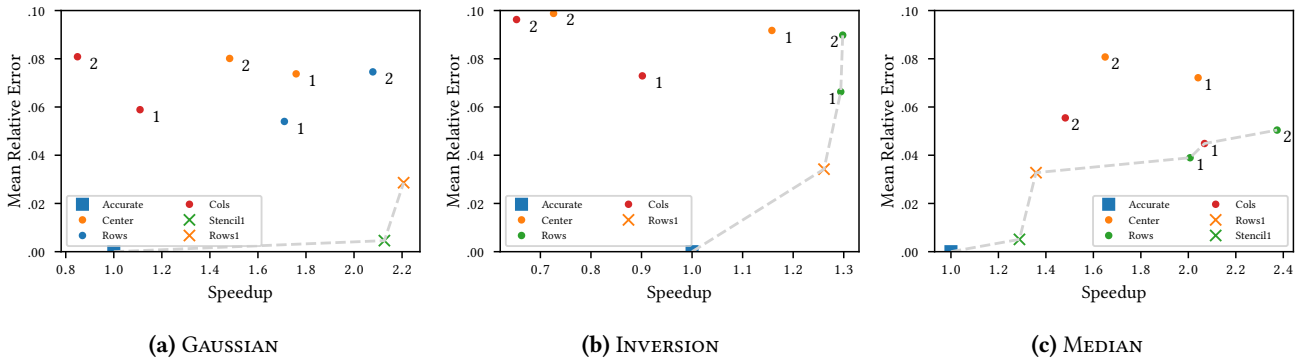 .10
.08
.06
.04
.02
.00
Mean Relative Error
2
1
2
1
2
1
Accurate
Center
Rows
Cols
Stencil1
Rows1
0.8 1.0 1.2 1.4 1.6 1.8 2.0 2.2
Speedup
(a) Gaussian
.10
.08
.06
.04
.02
.00
Mean Relative Error
2
2
1
1
2
1
Accurate
Center
Rows
Cols
Rows1
0.7 0.8 0.9 1.0 1.1 1.2 1.3
Speedup
(b) Inversion
.10
.08
.06
.04
.02
.00
Mean Relative Error
2
1
2
1
1
2
Accurate
Center
Rows
Cols
Rows1
Stencil1
1.0 1.2 1.4 1.6 1.8 2.0 2.2 2.4
Speedup
(c) Median